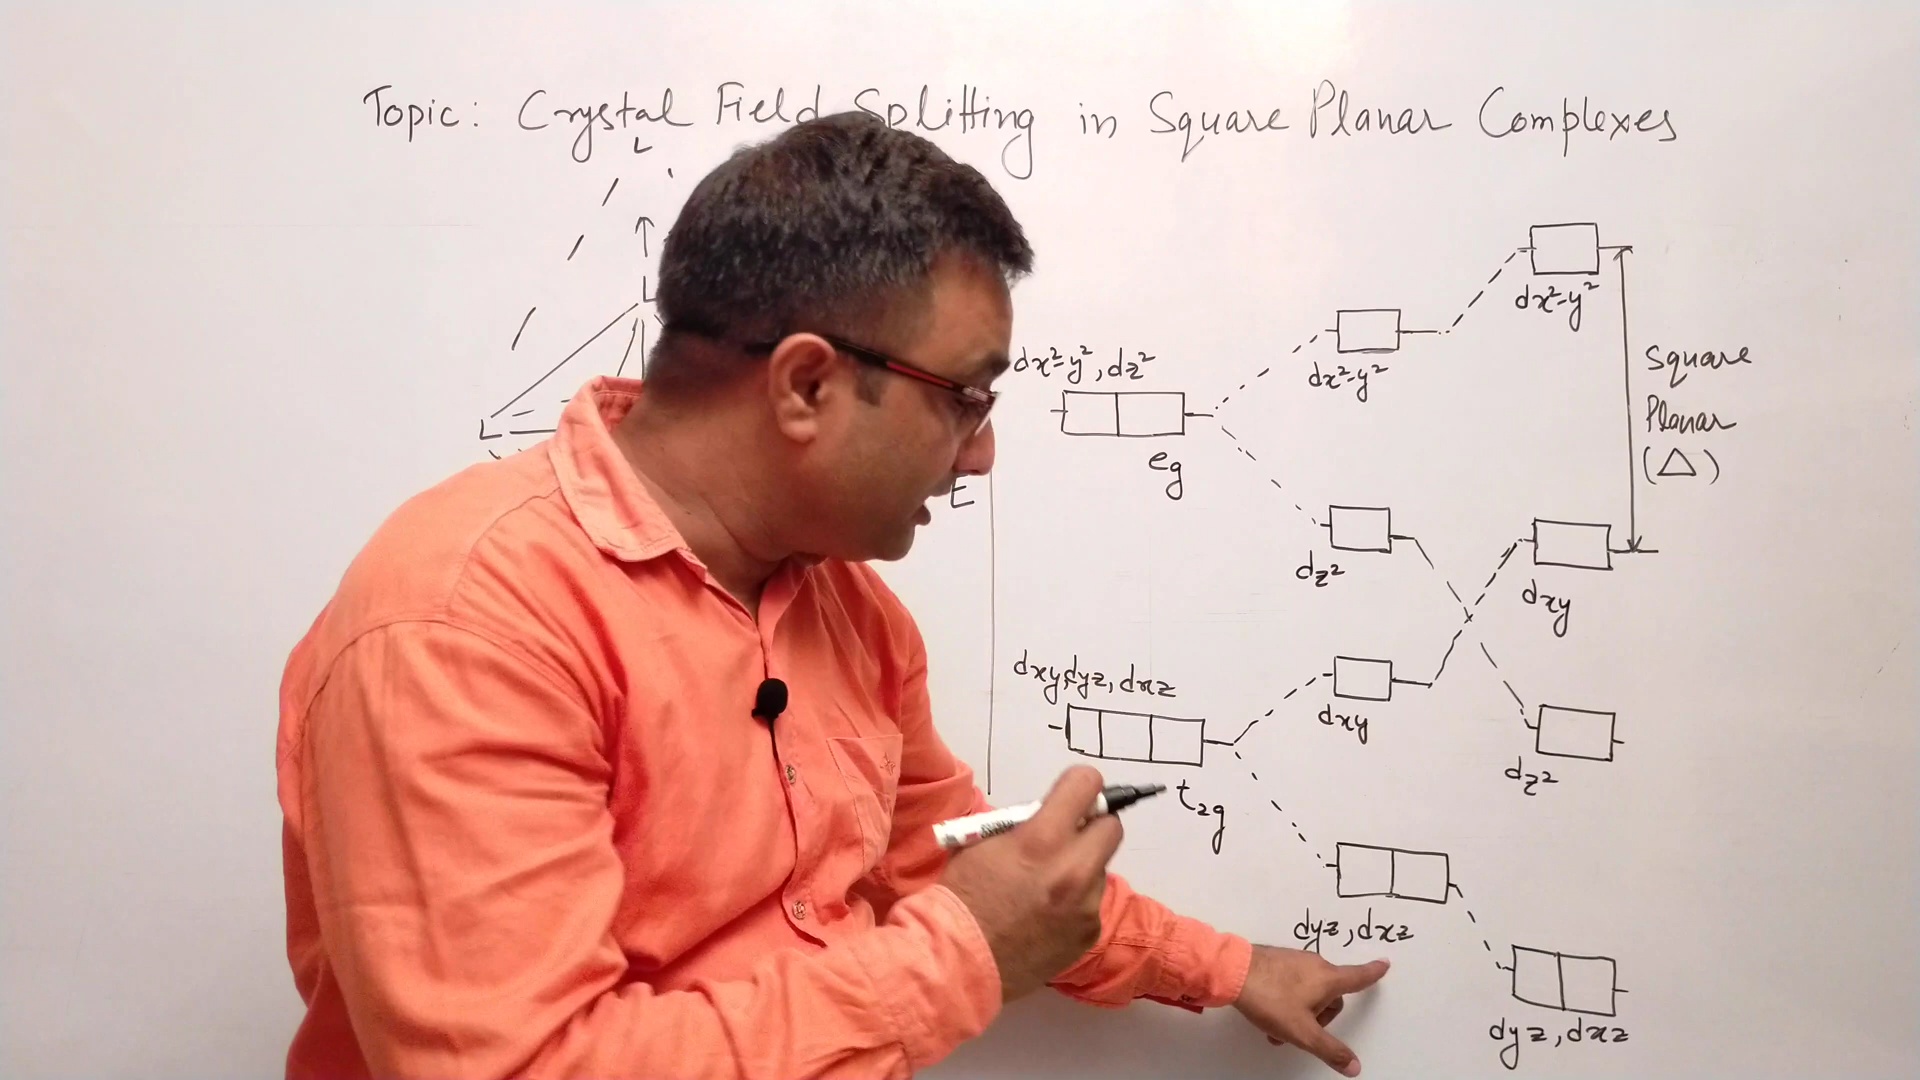 Topic: Crystal Field Splitting in Square Planar Complexes
L
L
L
E
dx²-y², dz²
eg
dxy, dyz, dxz
t₂g
dx²-y²
dz²
dxy
dyz, dxz
dx²-y²
dxy
dz²
dyz, dxz
Square
Planar
(△)